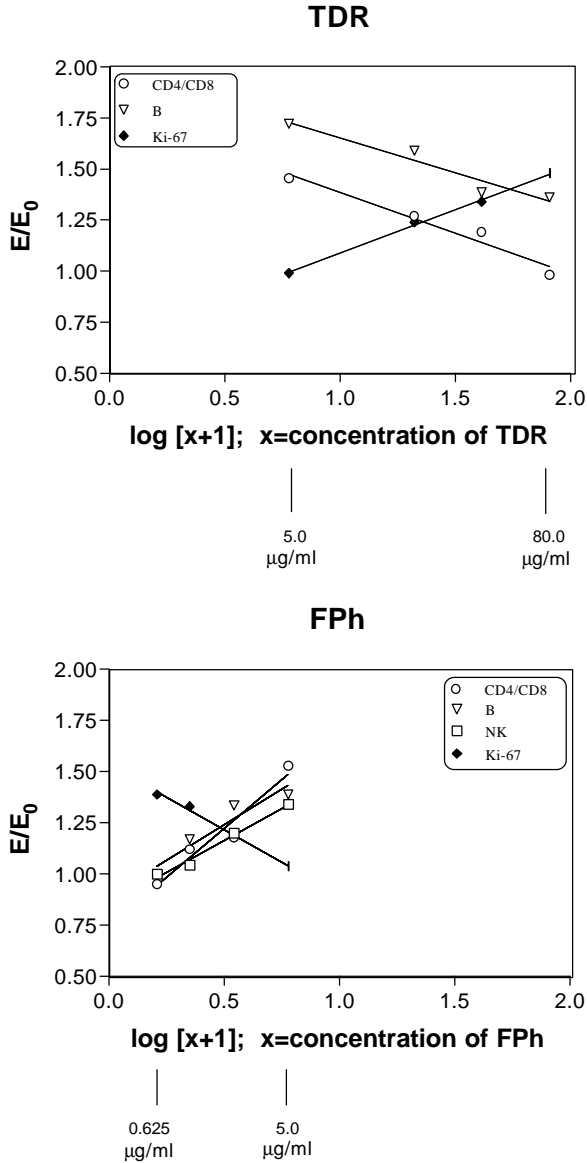 TDR
2.00
1.75
1.50
1.25
1.00
0.75
0.50
E/E0
CD4/CD8
B
Ki-67
0.0
0.5
1.0
1.5
2.0
log [x+1]; x=concentration of TDR
5.0
µg/ml
80.0
µg/ml
FPh
2.00
1.75
1.50
1.25
1.00
0.75
0.50
E/E0
CD4/CD8
B
NK
Ki-67
0.0
0.5
1.0
1.5
2.0
log [x+1]; x=concentration of FPh
0.625
µg/ml
5.0
µg/ml